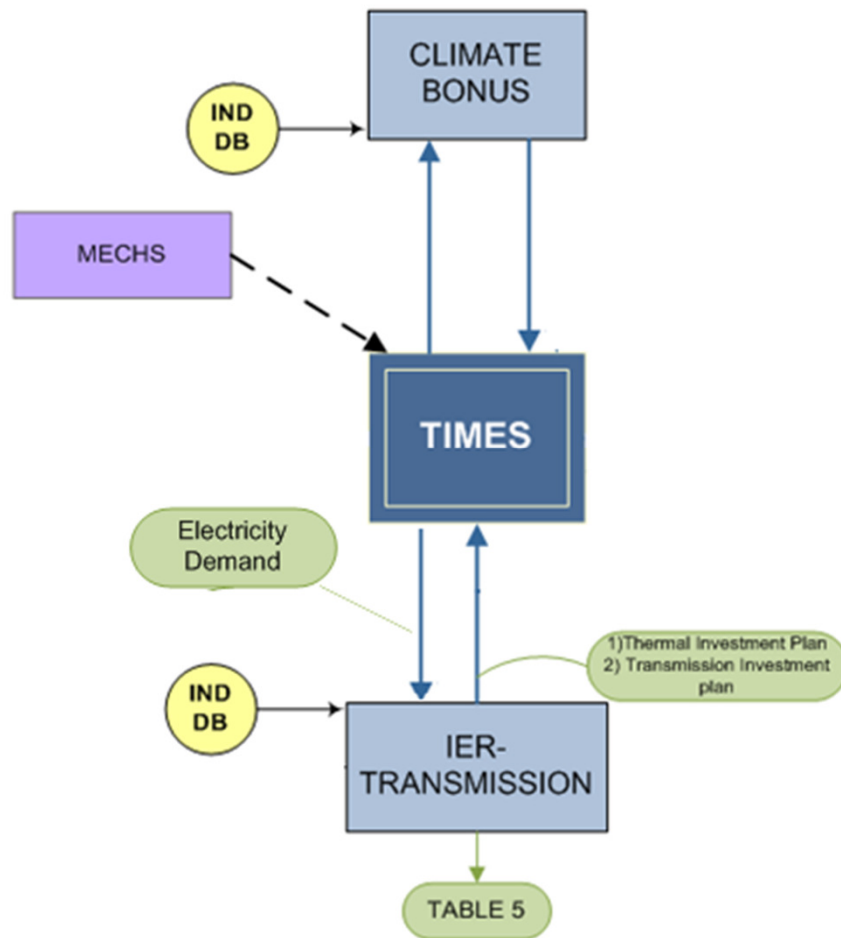 CLIMATE
BONUS
IND
DB
MECHS
TIMES
Electricity
Demand
1)Thermal Investment Plan
2) Transmission Investment
plan
IND
DB
IER-
TRANSMISSION
TABLE 5